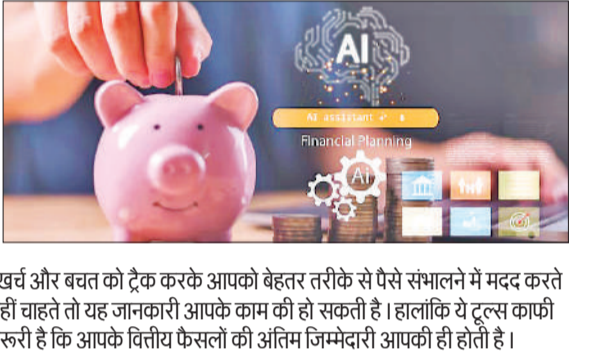 AI
AI assistant
Financial Planning
Ai
खर्च और बचत को ट्रैक करके आपको बेहतर तरीके से पैसे संभालने में मदद करते
हीं चाहते तो यह जानकारी आपके काम की हो सकती है। हालांकि ये टूल्स काफी
रूरी है कि आपके वित्तीय फैसलों की अंतिम जिम्मेदारी आपकी ही होती है।